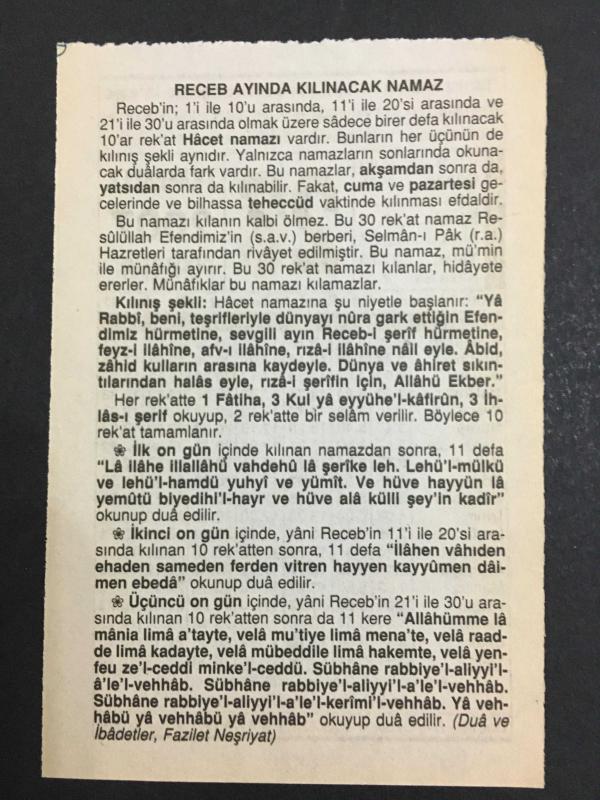 RECEB AYINDA KILINACAK NAMAZ
Receb'in; 1'i ile 10'u arasında, 11'i ile 20'si arasında ve
21'i ile 30'u arasında olmak üzere sâdece birer defa kılınacak
10'ar rek'at Hâcet namazı vardır. Bunların her üçünün de
kılınış şekli aynıdır. Yalnızca namazların sonlarında okuna-
cak duâlarda fark vardır. Bu namazlar, akşamdan sonra da,
yatsıdan sonra da kılınabilir. Fakat, cuma ve pazartesi ge-
celerinde ve bilhassa teheccüd vaktinde kılınması efdaldir.
Bu namazı kılanın kalbi ölmez. Bu 30 rek'at namaz Re-
sûlüllah Efendimiz'in (s.a.v.) berberi, Selmân-ı Pâk (r.a.)
Hazretleri tarafından rivâyet edilmiştir. Bu namaz, mü'min
ile münâfığı ayırır. Bu 30 rek'at namazı kılanlar, hidâyete
ererler. Münâfıklar bu namazı kılamazlar.
Kılınış şekli: Hâcet namazına şu niyetle başlanır: "Yâ
Rabbî, beni, teşrifleriyle dünyayı nûra gark ettiğin Efen-
dimiz hürmetine, sevgili ayın Receb-i şerîf hürmetine,
feyz-i ilâhîne, afv-ı ilâhîne, rızâ-i ilâhîne nâil eyle. Âbid,
zâhid kulların arasına kaydeyle. Dünya ve âhiret sıkın-
tılarından halâs eyle, rızâ-i şerîfin için, Allâhü Ekber."
Her rek'atte 1 Fâtiha, 3 Kul yâ eyyühe'l-kâfirûn, 3 İh-
lâs-ı şerif okuyup, 2 rek'atte bir selâm verilir. Böylece 10
rek'at tamamlanır.
❀ İlk on gün içinde kılınan namazdan sonra, 11 defa
"Lâ ilâhe illallâhü vahdehû lâ şerîke leh. Lehü'l-mülkü
ve lehü'l-hamdü yuhyî ve yümît. Ve hüve hayyün lâ
yemûtü biyedihi'l-hayr ve hüve alâ külli şey'in kadîr"
okunup duâ edilir.
❀ İkinci on gün içinde, yâni Receb'in 11'i ile 20'si ara-
sında kılınan 10 rek'atten sonra, 11 defa "İlâhen vâhıden
ehaden sameden ferden vitren hayyen kayyûmen dâi-
men ebedâ" okunup duâ edilir.
❀ Üçüncü on gün içinde, yâni Receb'in 21'i ile 30'u ara-
sında kılınan 10 rek'atten sonra da 11 kere "Allâhümme lâ
mânia limâ a'tayte, velâ mu'tiye limâ mena'te, velâ raad-
de limâ kadayte, velâ mübeddile limâ hakemte, velâ yen-
feu ze'l-ceddi minke'l-ceddü. Sübhâne rabbiye'l-aliyyi'l-
â'le'l-vehhâb. Sübhâne rabbiye'l-aliyyi'l-a'le'l-vehhâb.
Sübhâne rabbiye'l-aliyyi'l-a'le'l-kerîmi'l-vehhâb. Yâ veh-
hâbü yâ vehhâbü yâ vehhâb" okuyup duâ edilir. (Duâ ve
İbâdetler, Fazilet Neşriyat)